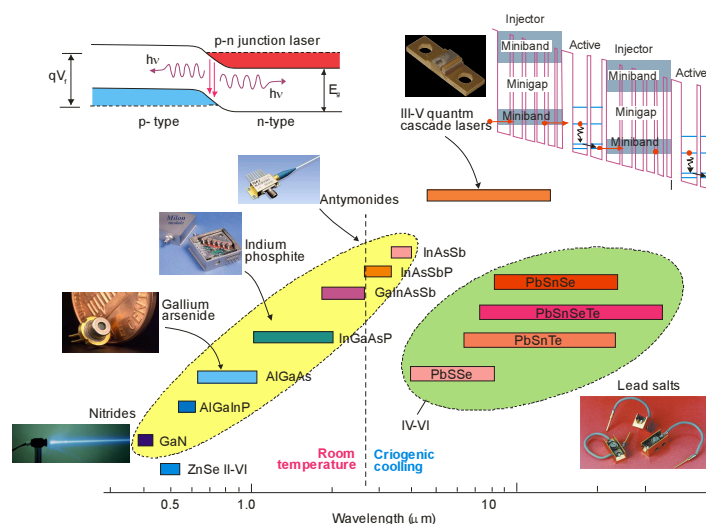 p-n junction laser
hν
hν
qVf
Eg
p- type
n-type
Injector
Miniband
Minigap
Miniband
Active
Injector
Miniband
Minigap
Miniband
Active
III-V quantm
cascade lasers
Antymonides
Indium
phosphite
Gallium
arsenide
Nitrides
InAsSb
InAsSbP
GaInAsSb
InGaAsP
AlGaAs
AlGaInP
GaN
ZnSe II-VI
PbSnSe
PbSnSeTe
PbSnTe
PbSSe
IV-VI
Lead salts
Room
temperature
Criogenic
coolling
0.5
1.0
10
Wavelength (μm)